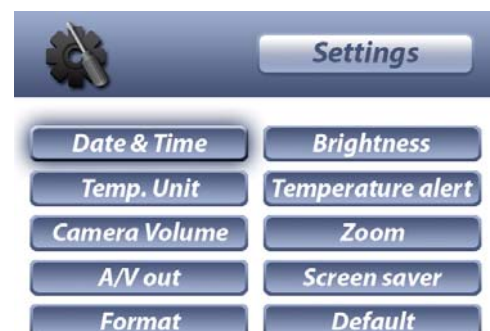 Settings
Date & Time
Brightness
Temp. Unit
Temperature alert
Camera Volume
Zoom
A/V out
Screen saver
Format
Default